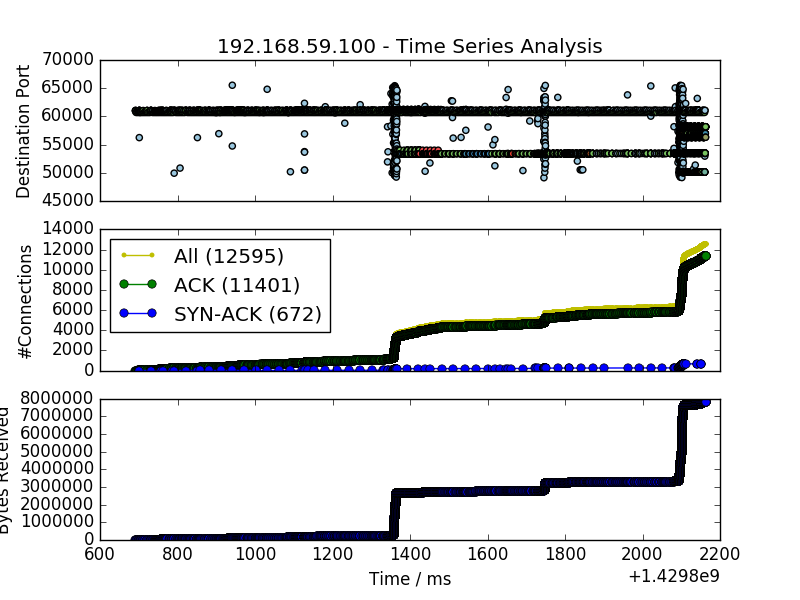 192.168.59.100 - Time Series Analysis
70000
65000
60000
55000
50000
45000
Destination Port
14000
12000
10000
8000
6000
4000
2000
0
#Connections
All (12595)
ACK (11401)
SYN-ACK (672)
8000000
7000000
6000000
5000000
4000000
3000000
2000000
1000000
0
Bytes Received
600 800 1000 1200 1400 1600 1800 2000 2200
Time / ms
+1.4298e9